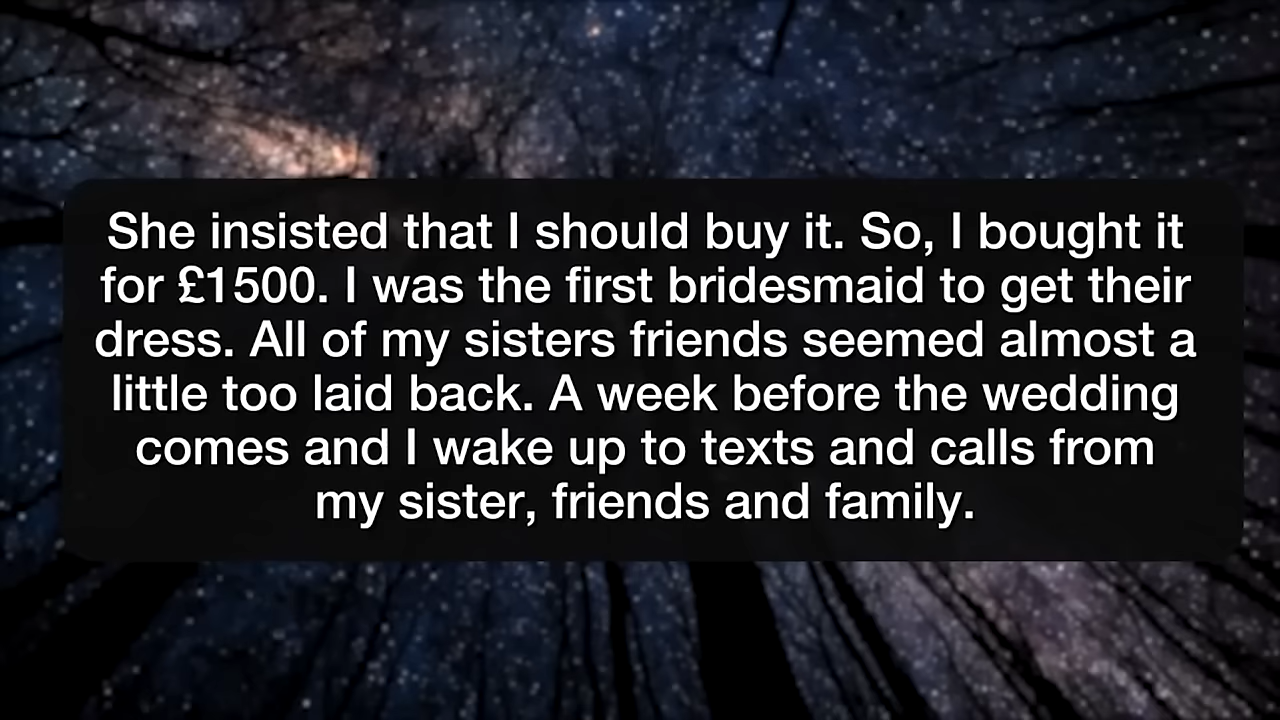 She insisted that I should buy it. So, I bought it
for £1500. I was the first bridesmaid to get their
dress. All of my sisters friends seemed almost a
little too laid back. A week before the wedding
comes and I wake up to texts and calls from
my sister, friends and family.